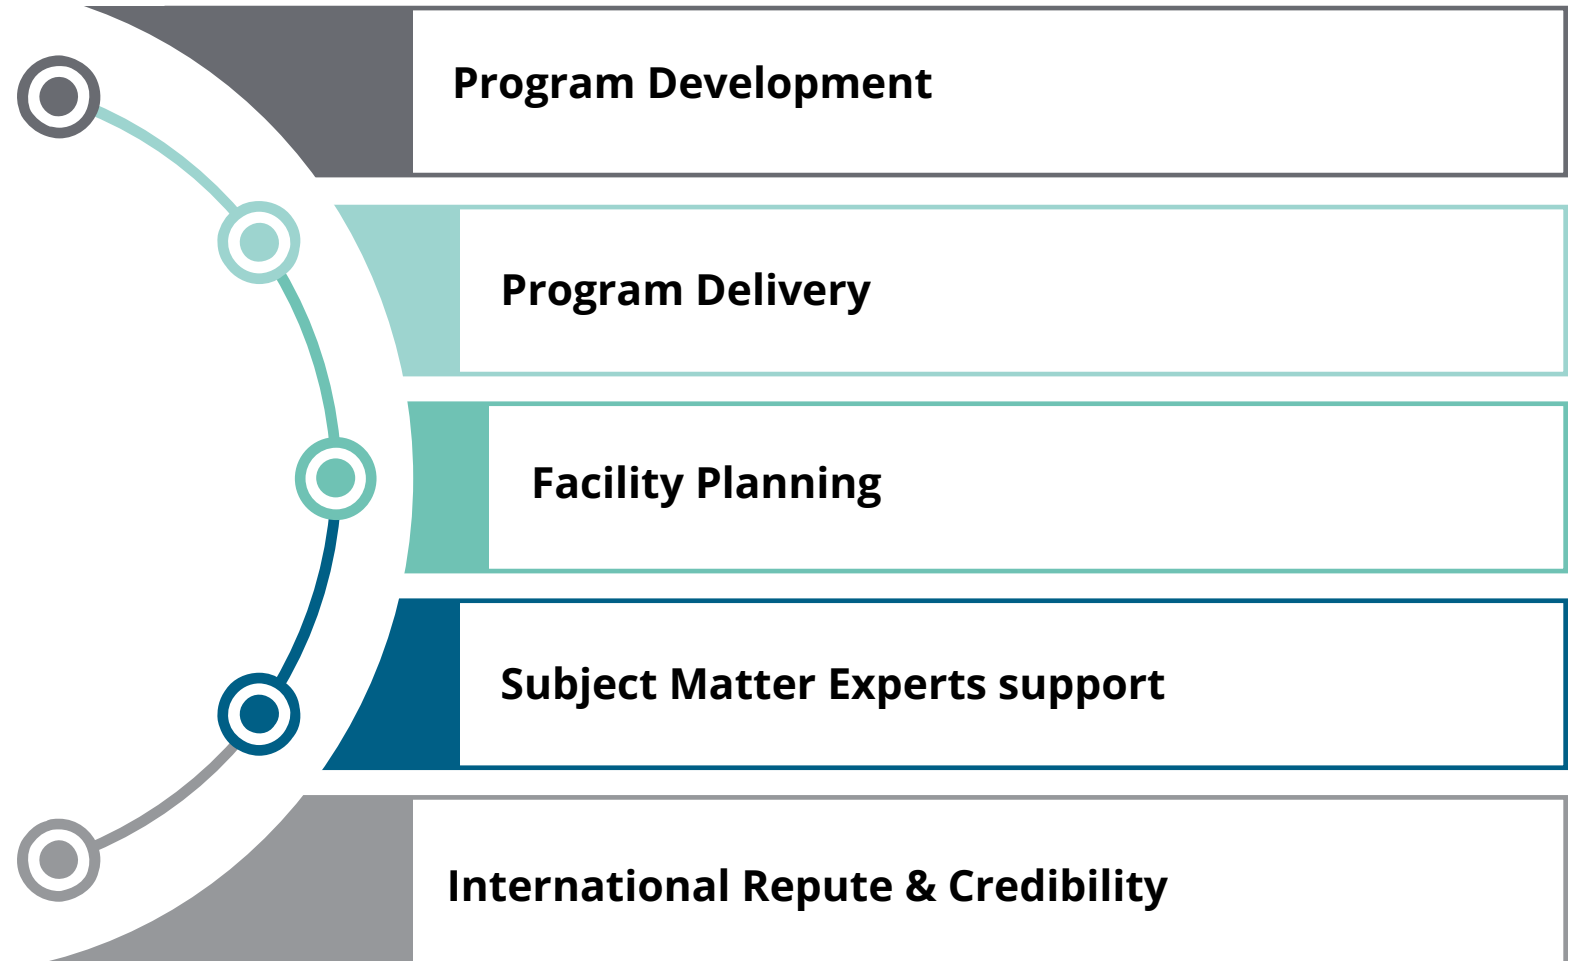 Program Development
Program Delivery
Facility Planning
Subject Matter Experts support
International Repute & Credibility